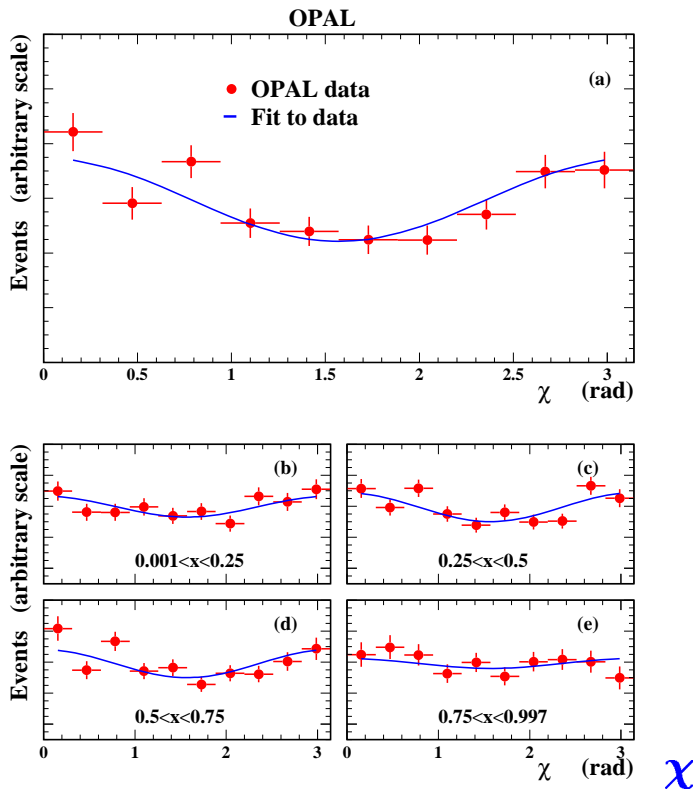 OPAL
Events (arbitrary scale)
(a)
OPAL data
Fit to data
0 0.5 1 1.5 2 2.5 3
χ (rad)
Events (arbitrary scale)
(b)
0.001<x<0.25
(c)
0.25<x<0.5
(d)
0.5<x<0.75
(e)
0.75<x<0.997
0 1 2 3
0 1 2 3
χ (rad)
χ (rad)
χ